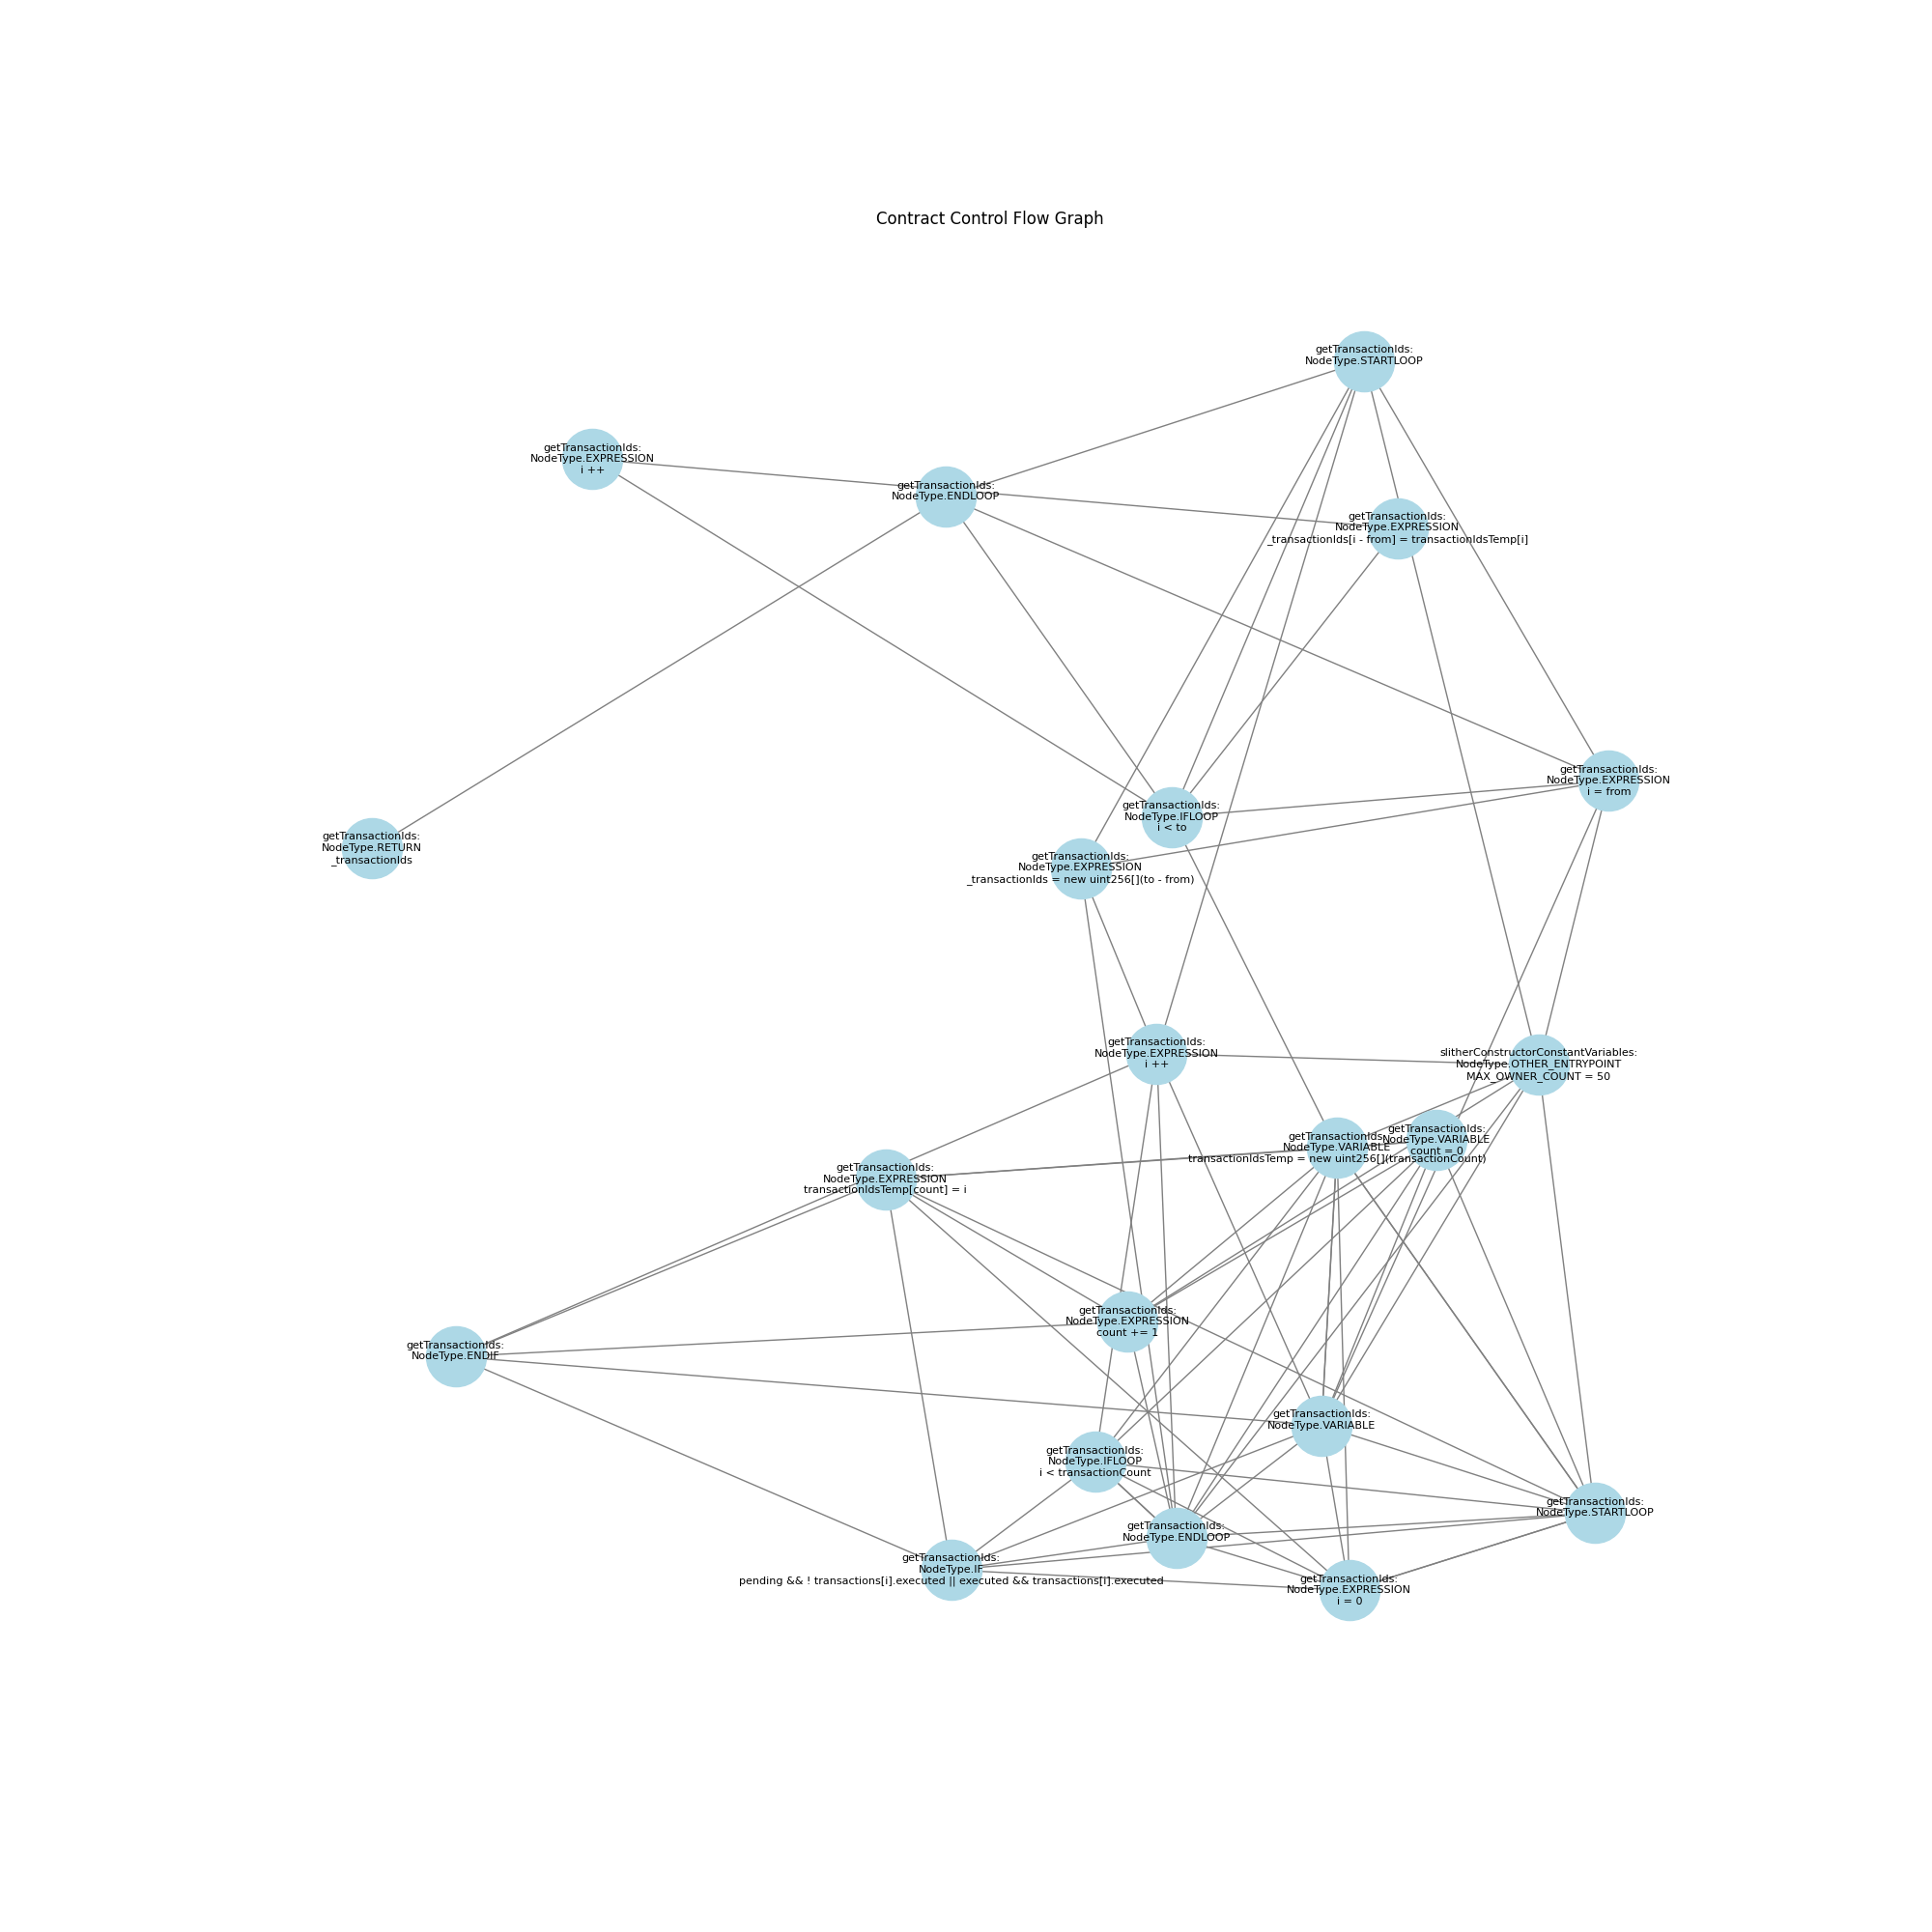 Contract Control Flow Graph
getTransactionIds:
NodeType.STARTLOOP
getTransactionIds:
NodeType.EXPRESSION
i ++
getTransactionIds:
NodeType.ENDLOOP
getTransactionIds:
NodeType.EXPRESSION
_transactionIds[i - from] = transactionIdsTemp[i]
getTransactionIds:
NodeType.EXPRESSION
i = from
getTransactionIds:
NodeType.IFLOOP
i < to
getTransactionIds:
NodeType.RETURN
_transactionIds
getTransactionIds:
NodeType.EXPRESSION
_transactionIds = new uint256[](to - from)
getTransactionIds:
NodeType.EXPRESSION
i ++
slitherConstructorConstantVariables:
NodeType.OTHER_ENTRYPOINT
MAX_OWNER_COUNT = 50
getTransactionIds:
NodeType.VARIABLE
count = 0
getTransactionIds:
NodeType.VARIABLE
transactionIdsTemp = new uint256[](transactionCount)
getTransactionIds:
NodeType.EXPRESSION
transactionIdsTemp[count] = i
getTransactionIds:
NodeType.EXPRESSION
count += 1
getTransactionIds:
NodeType.ENDIF
getTransactionIds:
NodeType.VARIABLE
getTransactionIds:
NodeType.IFLOOP
i < transactionCount
getTransactionIds:
NodeType.STARTLOOP
getTransactionIds:
NodeType.ENDLOOP
getTransactionIds:
NodeType.IF
pending && ! transactions[i].executed || executed && transactions[i].executed
getTransactionIds:
NodeType.EXPRESSION
i = 0